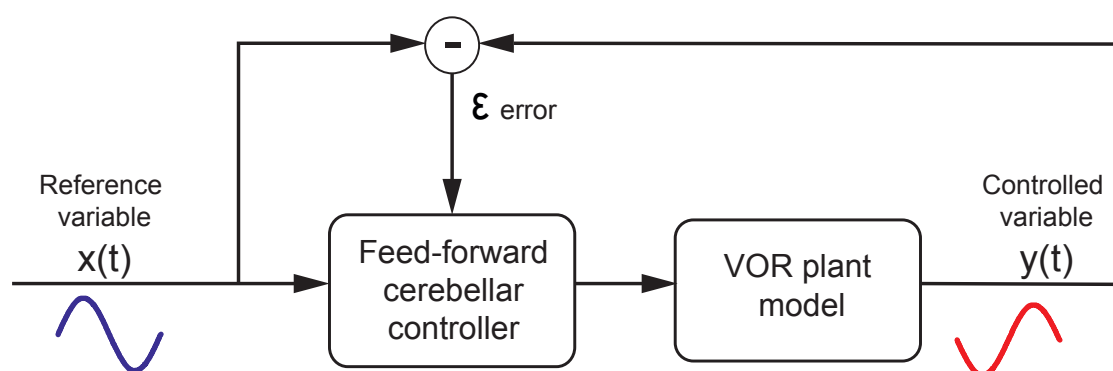 -
ε error
Reference
variable
x(t)
Feed-forward
cerebellar
controller
VOR plant
model
Controlled
variable
y(t)